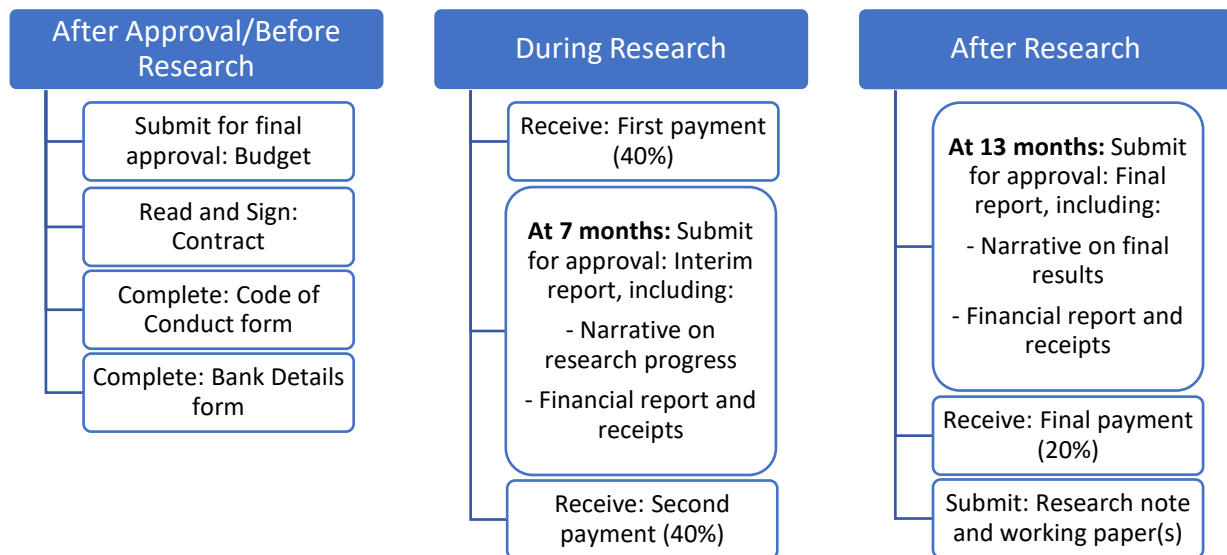 After Approval/Before
Research
Submit for final
approval: Budget
Read and Sign:
Contract
Complete: Code of
Conduct form
Complete: Bank Details
form
During Research
Receive: First payment
(40%)
At 7 months: Submit
for approval: Interim
report, including:
- Narrative on
research progress
- Financial report and
receipts
Receive: Second
payment (40%)
After Research
At 13 months: Submit
for approval: Final
report, including:
- Narrative on final
results
- Financial report and
receipts
Receive: Final payment
(20%)
Submit: Research note
and working paper(s)